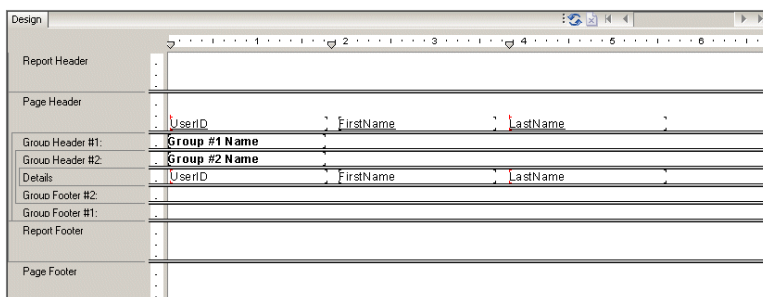 Design
1 2 3 4 5 6
Report Header
Page Header
UserID FirstName LastName
Group Header #1: Group #1 Name
Group Header #2: Group #2 Name
Details UserID FirstName LastName
Group Footer #2:
Group Footer #1:
Report Footer
Page Footer